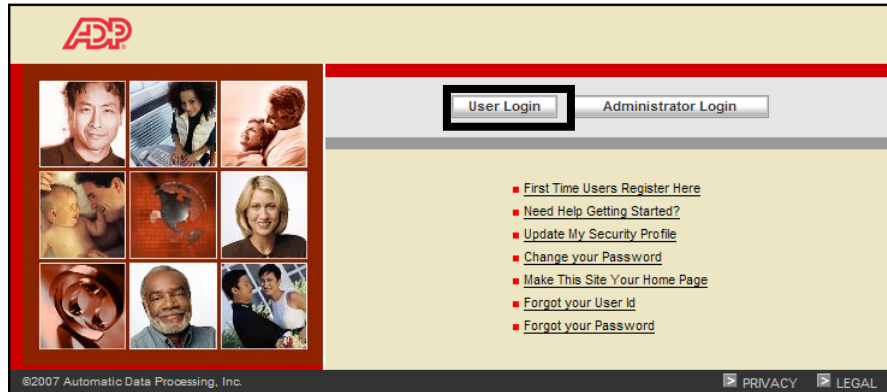 ADP
User Login Administrator Login
First Time Users Register Here
Need Help Getting Started?
Update My Security Profile
Change your Password
Make This Site Your Home Page
Forgot your User Id
Forgot your Password
©2007 Automatic Data Processing, Inc. PRIVACY LEGAL